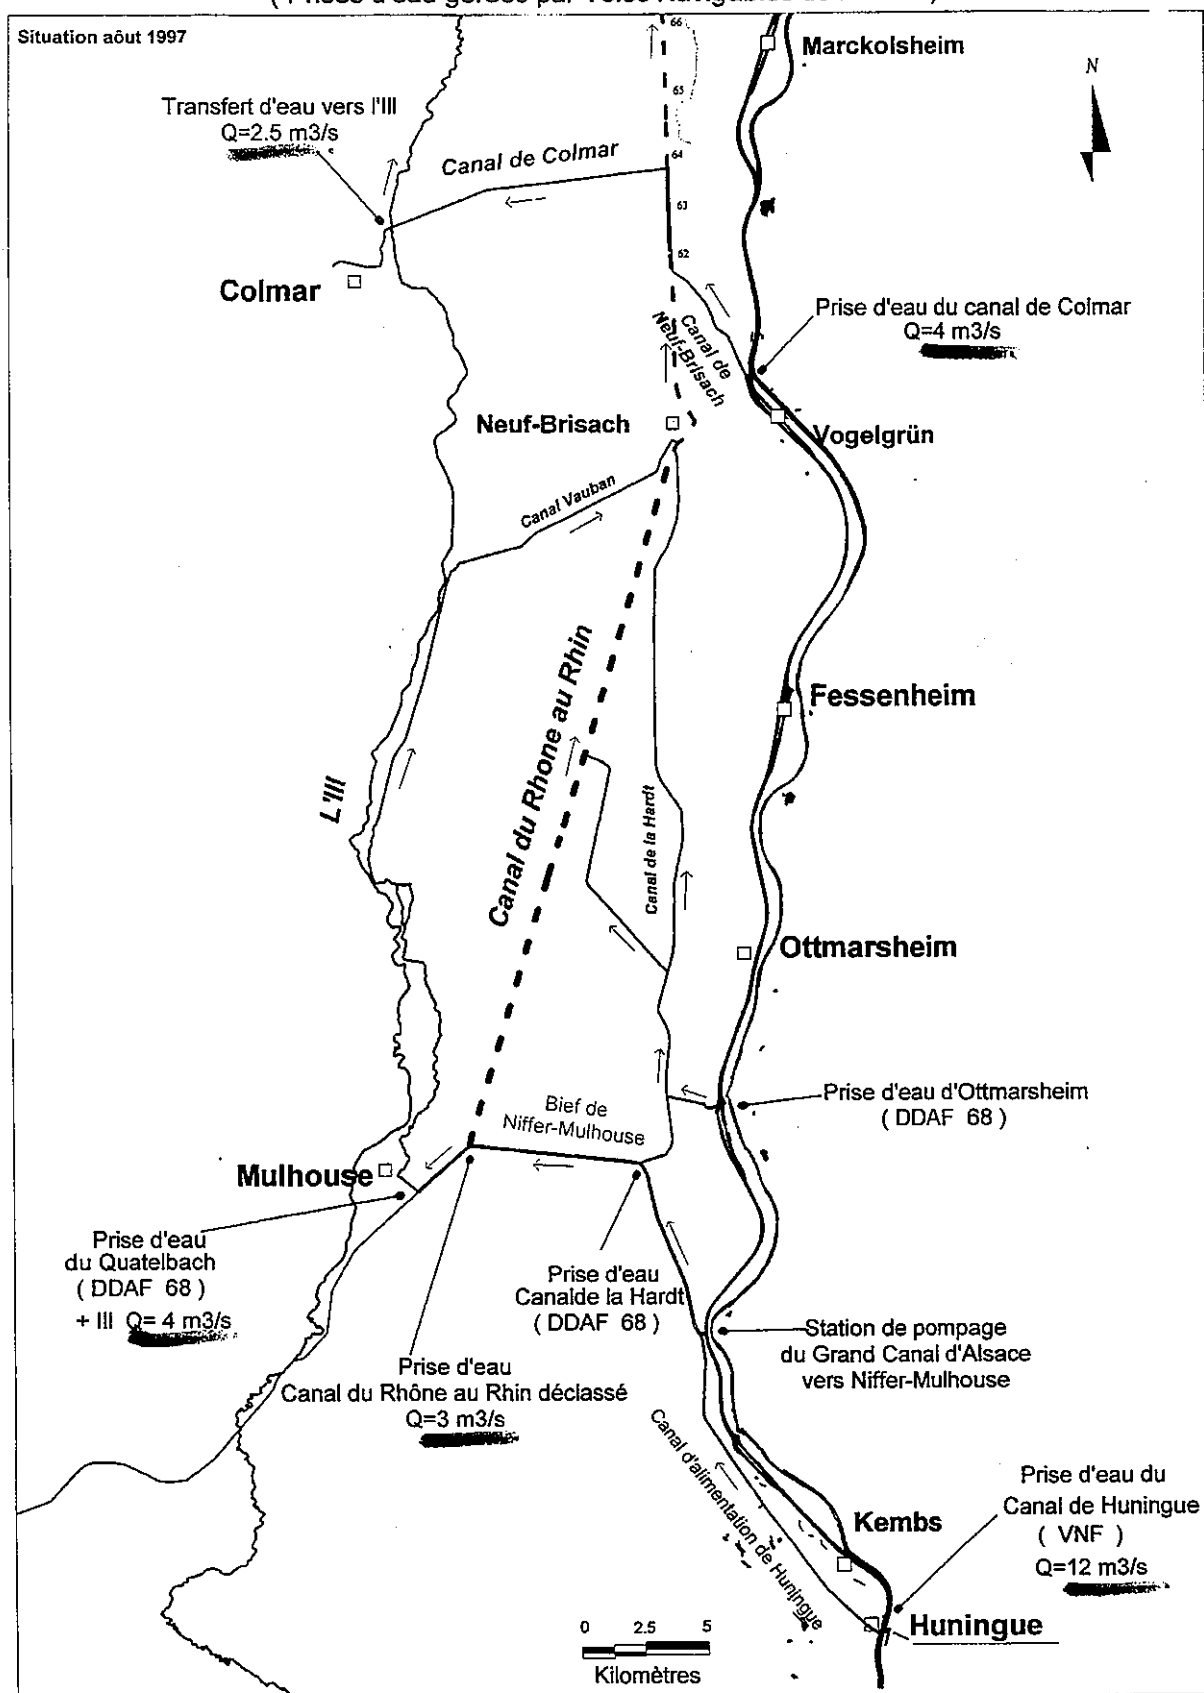 Situation aôut 1997
66
Marckolsheim
N
65
Transfert d'eau vers l'Ill
Q=2.5 m3/s
Canal de Colmar
64
63
62
Colmar
Prise d'eau du canal de Colmar
Q=4 m3/s
Canal de
Neuf-Brisach
Neuf-Brisach
Vogelgrün
Canal Vauban
Canal du Rhone au Rhin
Fessenheim
L'Ill
Canal de la Hardt
Ottmarsheim
Prise d'eau d'Ottmarsheim
( DDAF 68 )
Bief de
Niffer-Mulhouse
Mulhouse
Prise d'eau
du Quatelbach
( DDAF 68 )
+ Ill Q= 4 m3/s
Prise d'eau
Canalde la Hardt
( DDAF 68 )
Station de pompage
du Grand Canal d'Alsace
vers Niffer-Mulhouse
Prise d'eau
Canal du Rhône au Rhin déclassé
Q=3 m3/s
Canal d'alimentation de Huningue
Kembs
Prise d'eau du
Canal de Huningue
( VNF )
Q=12 m3/s
Huningue
0 2.5 5
Kilomètres